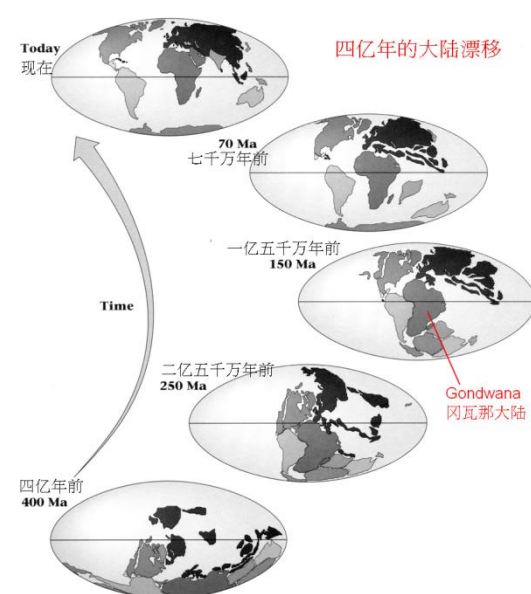 四亿年的大陆漂移
Today
现在
70 Ma
七千万年前
一亿五千万年前
150 Ma
Time
二亿五千万年前
250 Ma
Gondwana
冈瓦那大陆
四亿年前
400 Ma